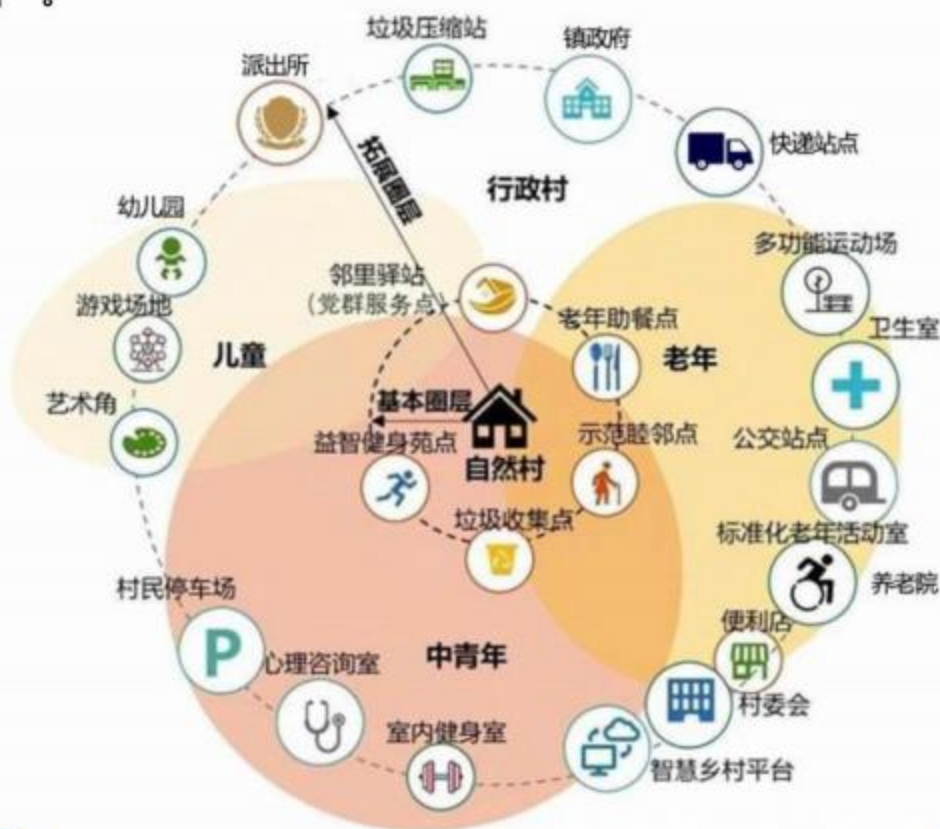 垃圾压缩站
镇政府
派出所
快递站点
拓展圈层
行政村
幼儿园
多功能运动场
邻里驿站
（党群服务点）
游戏场地
老年助餐点
卫生室
儿童
老年
艺术角
基本圈层
益智健身苑点
示范睦邻点
公交站点
自然村
垃圾收集点
标准化老年活动室
养老院
村民停车场
便利店
P
心理咨询室
中青年
村委会
室内健身室
智慧乡村平台